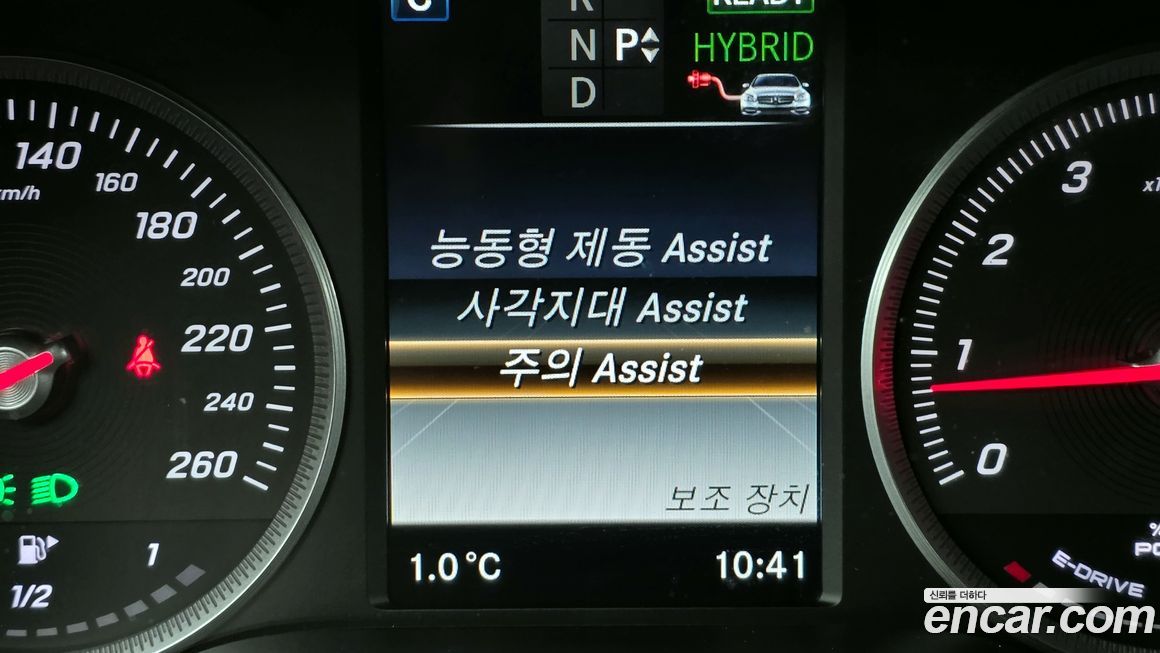 C
R
READY
N P HYBRID
D
140
160
km/h
180
200
220
240
260
1
1/2
능동형 제동 Assist
사각지대 Assist
주의 Assist
보조 장치
1.0 °C 10:41
3
2
1
0
%
E-DRIVE
신뢰를 더하다
encar.com